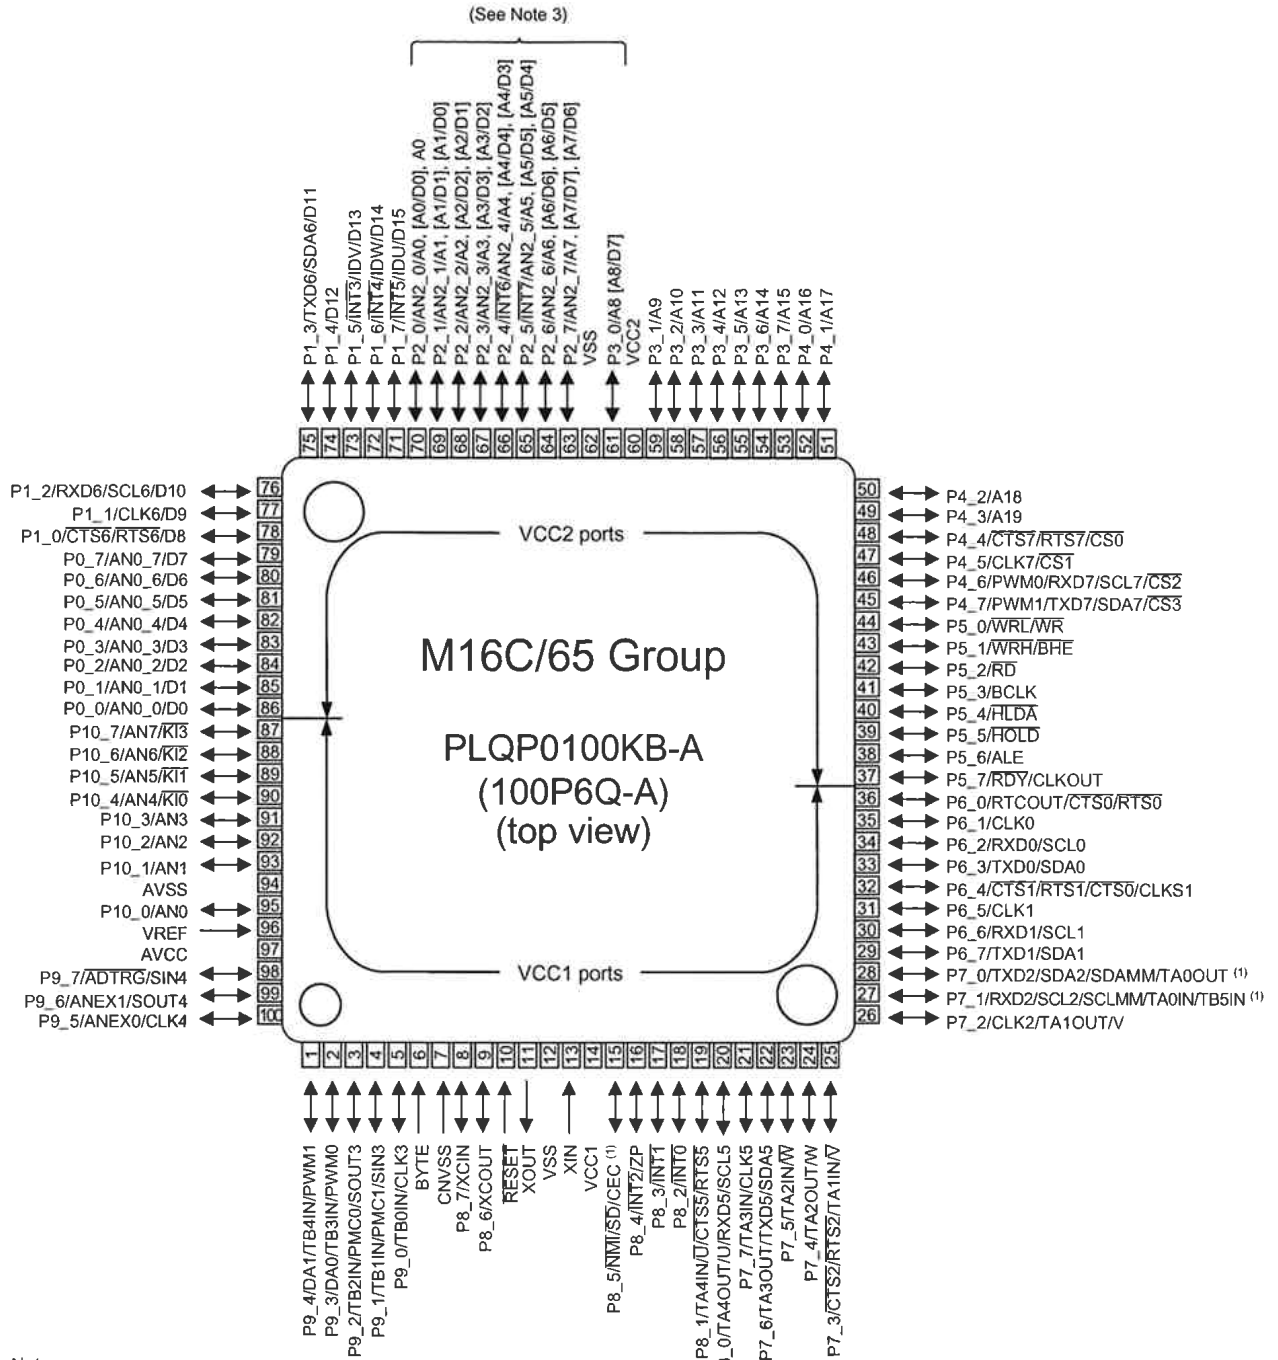 (See Note 3)
P1_3/TXD6/SDA6/D11
P1_4/D12
P1_5/INT3/IDV/D13
P1_6/INT4/IDW/D14
P1_7/INT5/IDU/D15
P2_0/AN2_0/A0, [A0/D0], A0
P2_1/AN2_1/A1, [A1/D1], [A1/D0]
P2_2/AN2_2/A2, [A2/D2], [A2/D1]
P2_3/AN2_3/A3, [A3/D3], [A3/D2]
P2_4/INT6/AN2_4/A4, [A4/D4], [A4/D3]
P2_5/INT7/AN2_5/A5, [A5/D5], [A5/D4]
P2_6/AN2_6/A6, [A6/D6], [A6/D5]
P2_7/AN2_7/A7, [A7/D7], [A7/D6]
VSS
P3_0/A8 [A8/D7]
VCC2
P3_1/A9
P3_2/A10
P3_3/A11
P3_4/A12
P3_5/A13
P3_6/A14
P3_7/A15
P4_0/A16
P4_1/A17
75 74 73 72 71 70 69 68 67 66 65 64 63 62 61 60 59 58 57 56 55 54 53 52 51
P1_2/RXD6/SCL6/D10 76
P1_1/CLK6/D9 77
P1_0/CTS6/RTS6/D8 78
P0_7/AN0_7/D7 79
P0_6/AN0_6/D6 80
P0_5/AN0_5/D5 81
P0_4/AN0_4/D4 82
P0_3/AN0_3/D3 83
P0_2/AN0_2/D2 84
P0_1/AN0_1/D1 85
P0_0/AN0_0/D0 86
P10_7/AN7/KI3 87
P10_6/AN6/KI2 88
P10_5/AN5/KI1 89
P10_4/AN4/KI0 90
P10_3/AN3 91
P10_2/AN2 92
P10_1/AN1 93
AVSS 94
P10_0/AN0 95
VREF 96
AVCC 97
P9_7/ADTRG/SIN4 98
P9_6/ANEX1/SOUT4 99
P9_5/ANEX0/CLK4 100
VCC2 ports
M16C/65 Group
PLQP0100KB-A
(100P6Q-A)
(top view)
VCC1 ports
50 P4_2/A18
49 P4_3/A19
48 P4_4/CTS7/RTS7/CS0
47 P4_5/CLK7/CS1
46 P4_6/PWM0/RXD7/SCL7/CS2
45 P4_7/PWM1/TXD7/SDA7/CS3
44 P5_0/WRL/WR
43 P5_1/WRH/BHE
42 P5_2/RD
41 P5_3/BCLK
40 P5_4/HLDA
39 P5_5/HOLD
38 P5_6/ALE
37 P5_7/RDY/CLKOUT
36 P6_0/RTCOUT/CTS0/RTS0
35 P6_1/CLK0
34 P6_2/RXD0/SCL0
33 P6_3/TXD0/SDA0
32 P6_4/CTS1/RTS1/CTS0/CLKS1
31 P6_5/CLK1
30 P6_6/RXD1/SCL1
29 P6_7/TXD1/SDA1
28 P7_0/TXD2/SDA2/SDAMM/TA0OUT (1)
27 P7_1/RXD2/SCL2/SCLMM/TA0IN/TB5IN (1)
26 P7_2/CLK2/TA1OUT/V
1 2 3 4 5 6 7 8 9 10 11 12 13 14 15 16 17 18 19 20 21 22 23 24 25
P9_4/DA1/TB4IN/PWM1
P9_3/DA0/TB3IN/PWM0
P9_2/TB2IN/PMC0/SOUT3
P9_1/TB1IN/PMC1/SIN3
P9_0/TB0IN/CLK3
BYTE
CNVSS
P8_7/XCIN
P8_6/XCOUT
RESET
XOUT
VSS
XIN
VCC1
P8_5/NMI/SD/CEC (1)
P8_4/INT2/ZP
P8_3/INT1
P8_2/INT0
P8_1/TA4IN/U/CTS5/RTS5
_0/TA4OUT/U/RXD5/SCL5
P7_7/TA3IN/CLK5
P7_6/TA3OUT/TXD5/SDA5
P7_5/TA2IN/W
P7_4/TA2OUT/W
P7_3/CTS2/RTS2/TA1IN/V